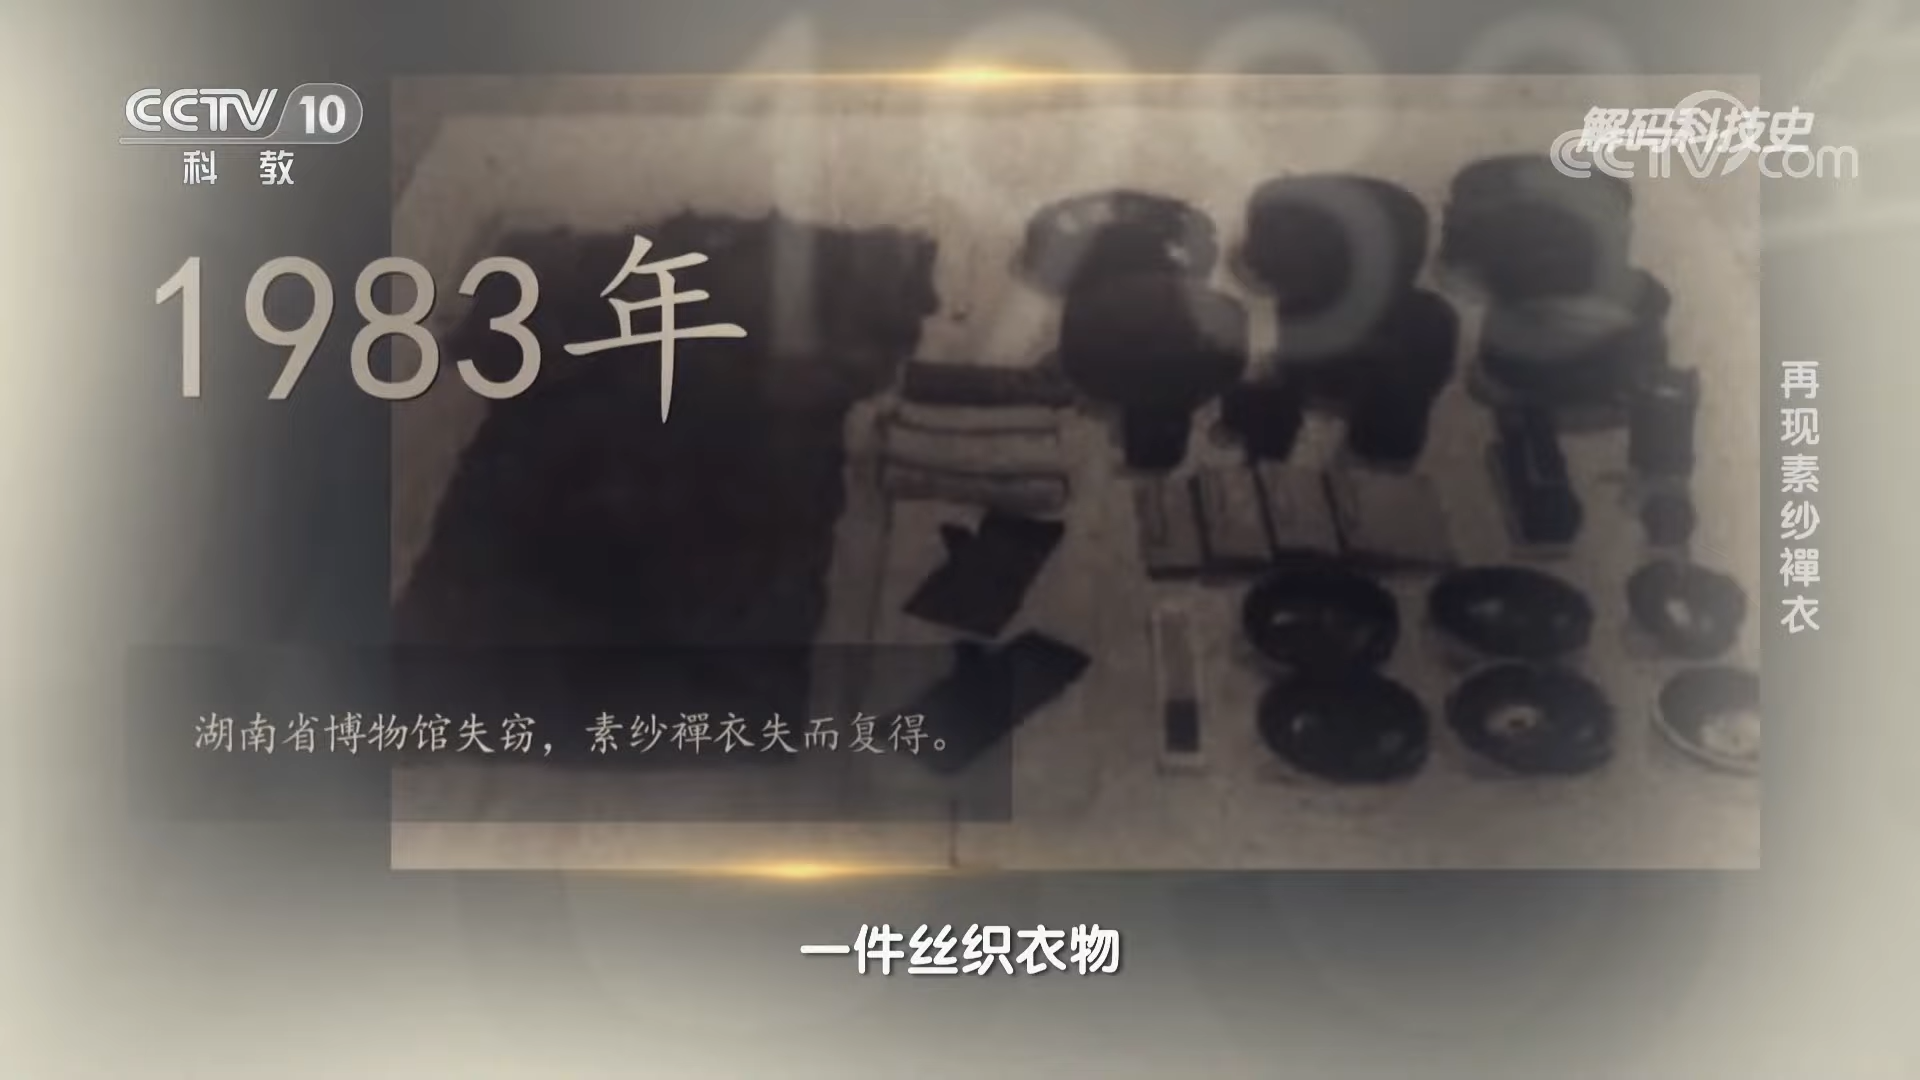 CCTV 10
科 教
解码科技史
CCTV.com
1983年
再现素纱襌衣
湖南省博物馆失窃，素纱襌衣失而复得。
一件丝织衣物